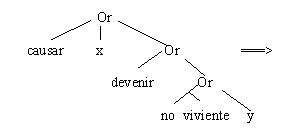 Or
causar x Or
devenir Or
no viviente y